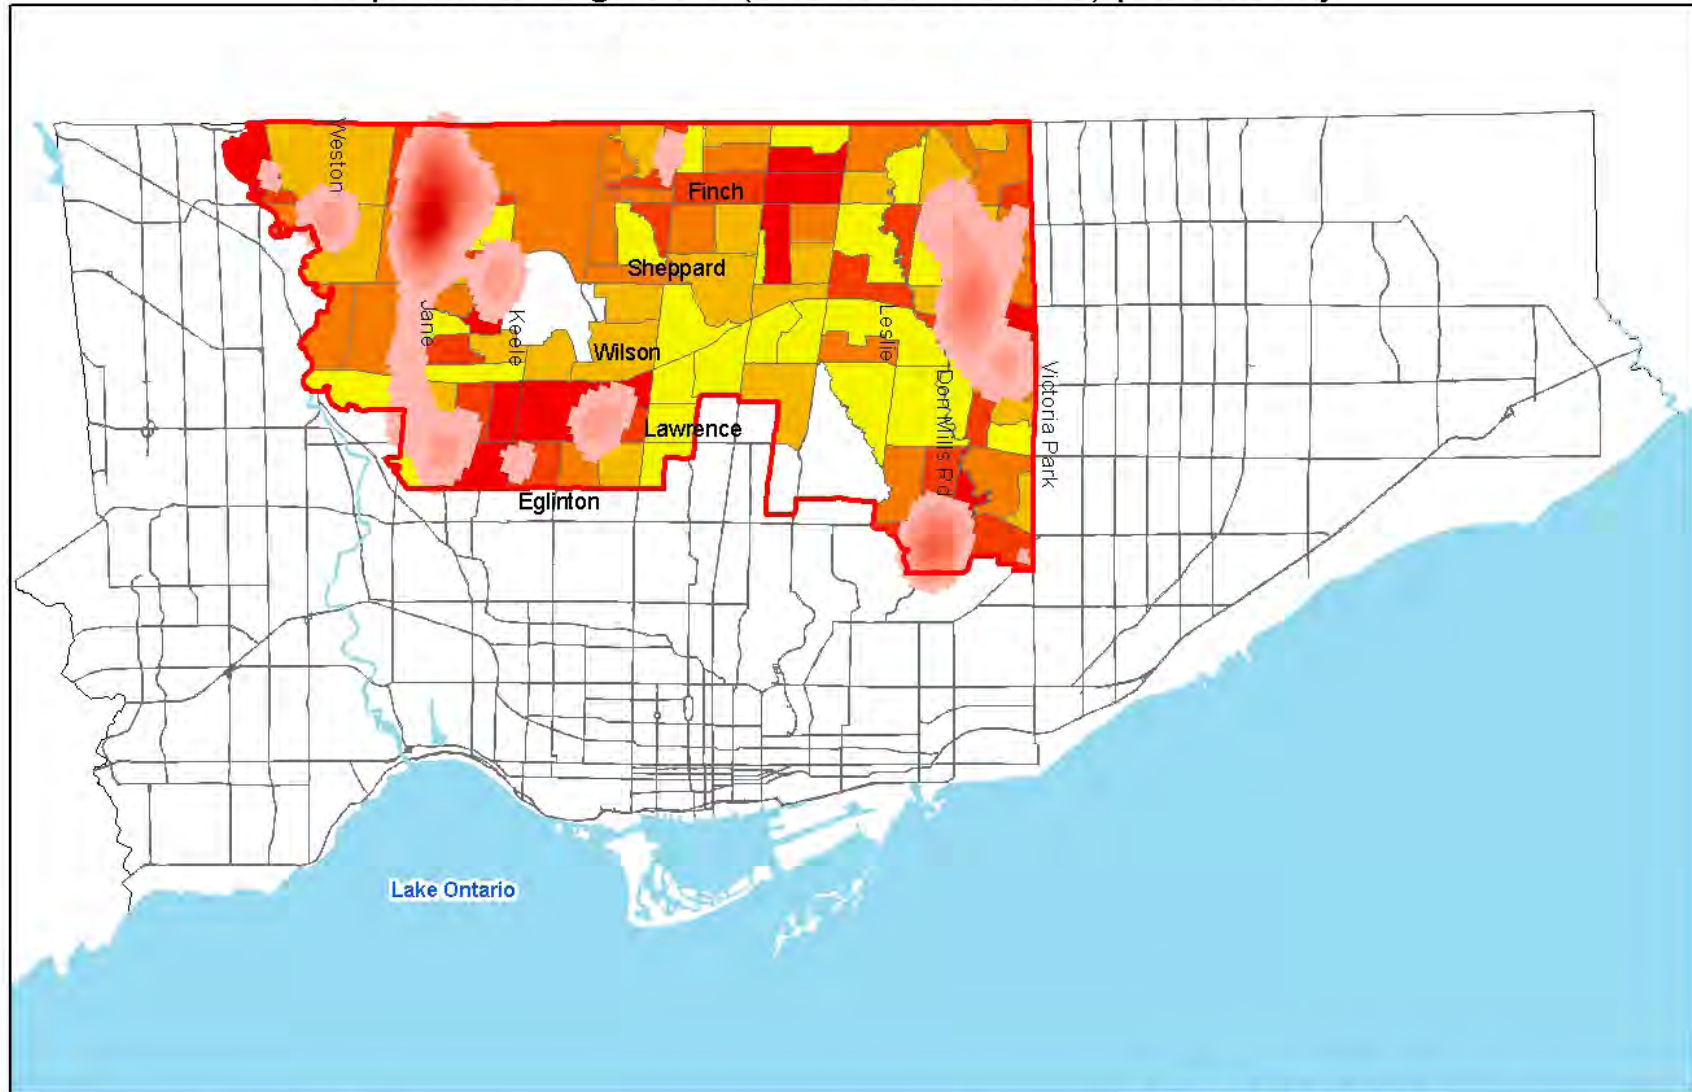 Weston
Finch
Sheppard
Jane
Keele
Wilson
Leslie
Don Mills Rd
Victoria Park
Lawrence
Eglinton
Lake Ontario